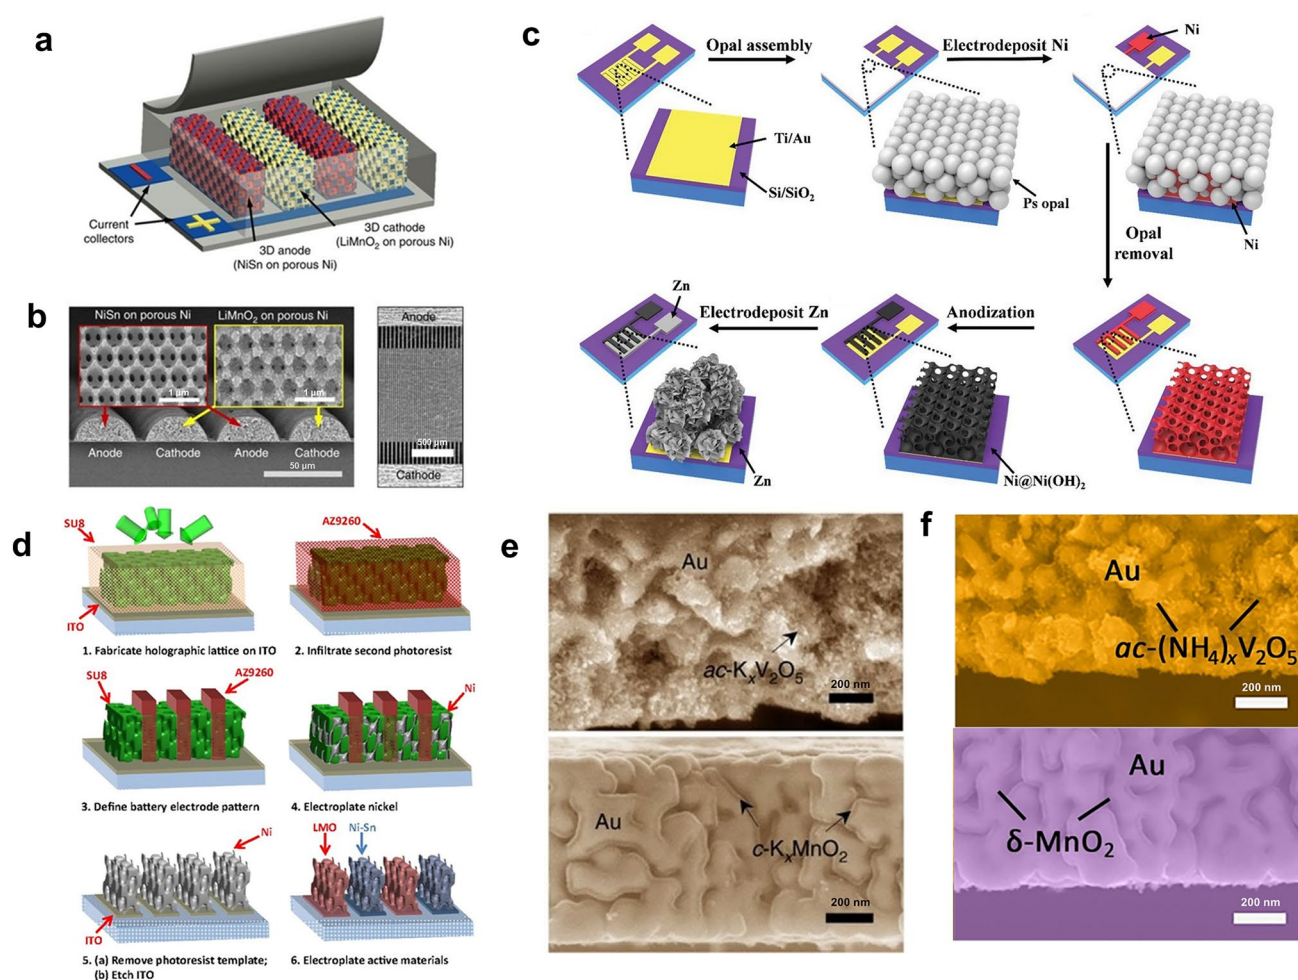 a
Current
collectors
3D anode
(NiSn on porous Ni)
3D cathode
(LiMnO2 on porous Ni)
b
NiSn on porous Ni
LiMnO2 on porous Ni
1 μm
1 μm
Anode
Cathode
Anode
Cathode
50 μm
Anode
500 μm
Cathode
c
Opal assembly
Electrodeposit Ni
Ni
Ti/Au
Si/SiO2
Ps opal
Ni
Opal
removal
Zn
Electrodeposit Zn
Anodization
Zn
Ni@Ni(OH)2
d
SU8
AZ9260
ITO
1. Fabricate holographic lattice on ITO
2. Infiltrate second photoresist
SU8
AZ9260
Ni
3. Define battery electrode pattern
4. Electroplate nickel
Ni
LMO
Ni-Sn
ITO
5. (a) Remove photoresist template;
(b) Etch ITO
6. Electroplate active materials
e
Au
ac-KxV2O5
200 nm
Au
c-KxMnO2
200 nm
f
Au
ac-(NH4)xV2O5
200 nm
Au
δ-MnO2
200 nm